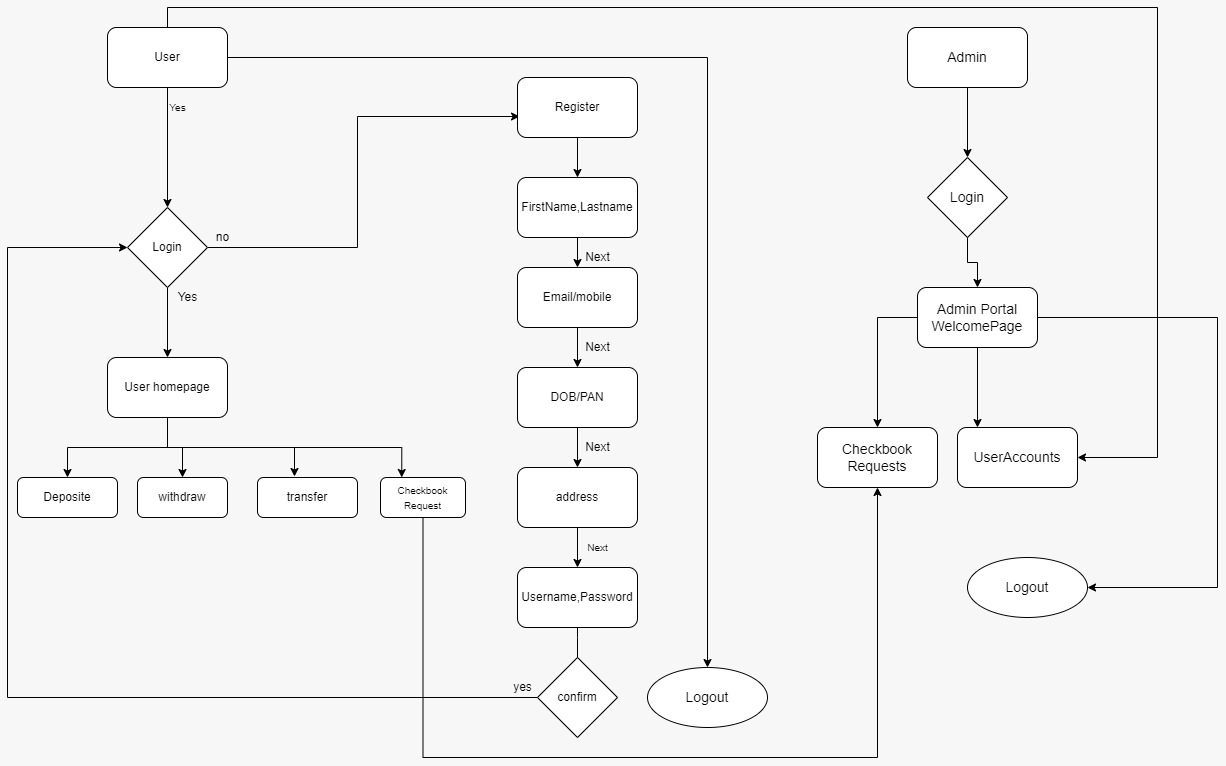 User
Admin
Yes
Register
Login
FirstName,Lastname
Login
no
Next
Yes
Email/mobile
Admin Portal
WelcomePage
Next
User homepage
DOB/PAN
Next
Checkbook
Requests
UserAccounts
Deposite
withdraw
transfer
Checkbook
Request
address
Next
Username,Password
Logout
yes
confirm
Logout